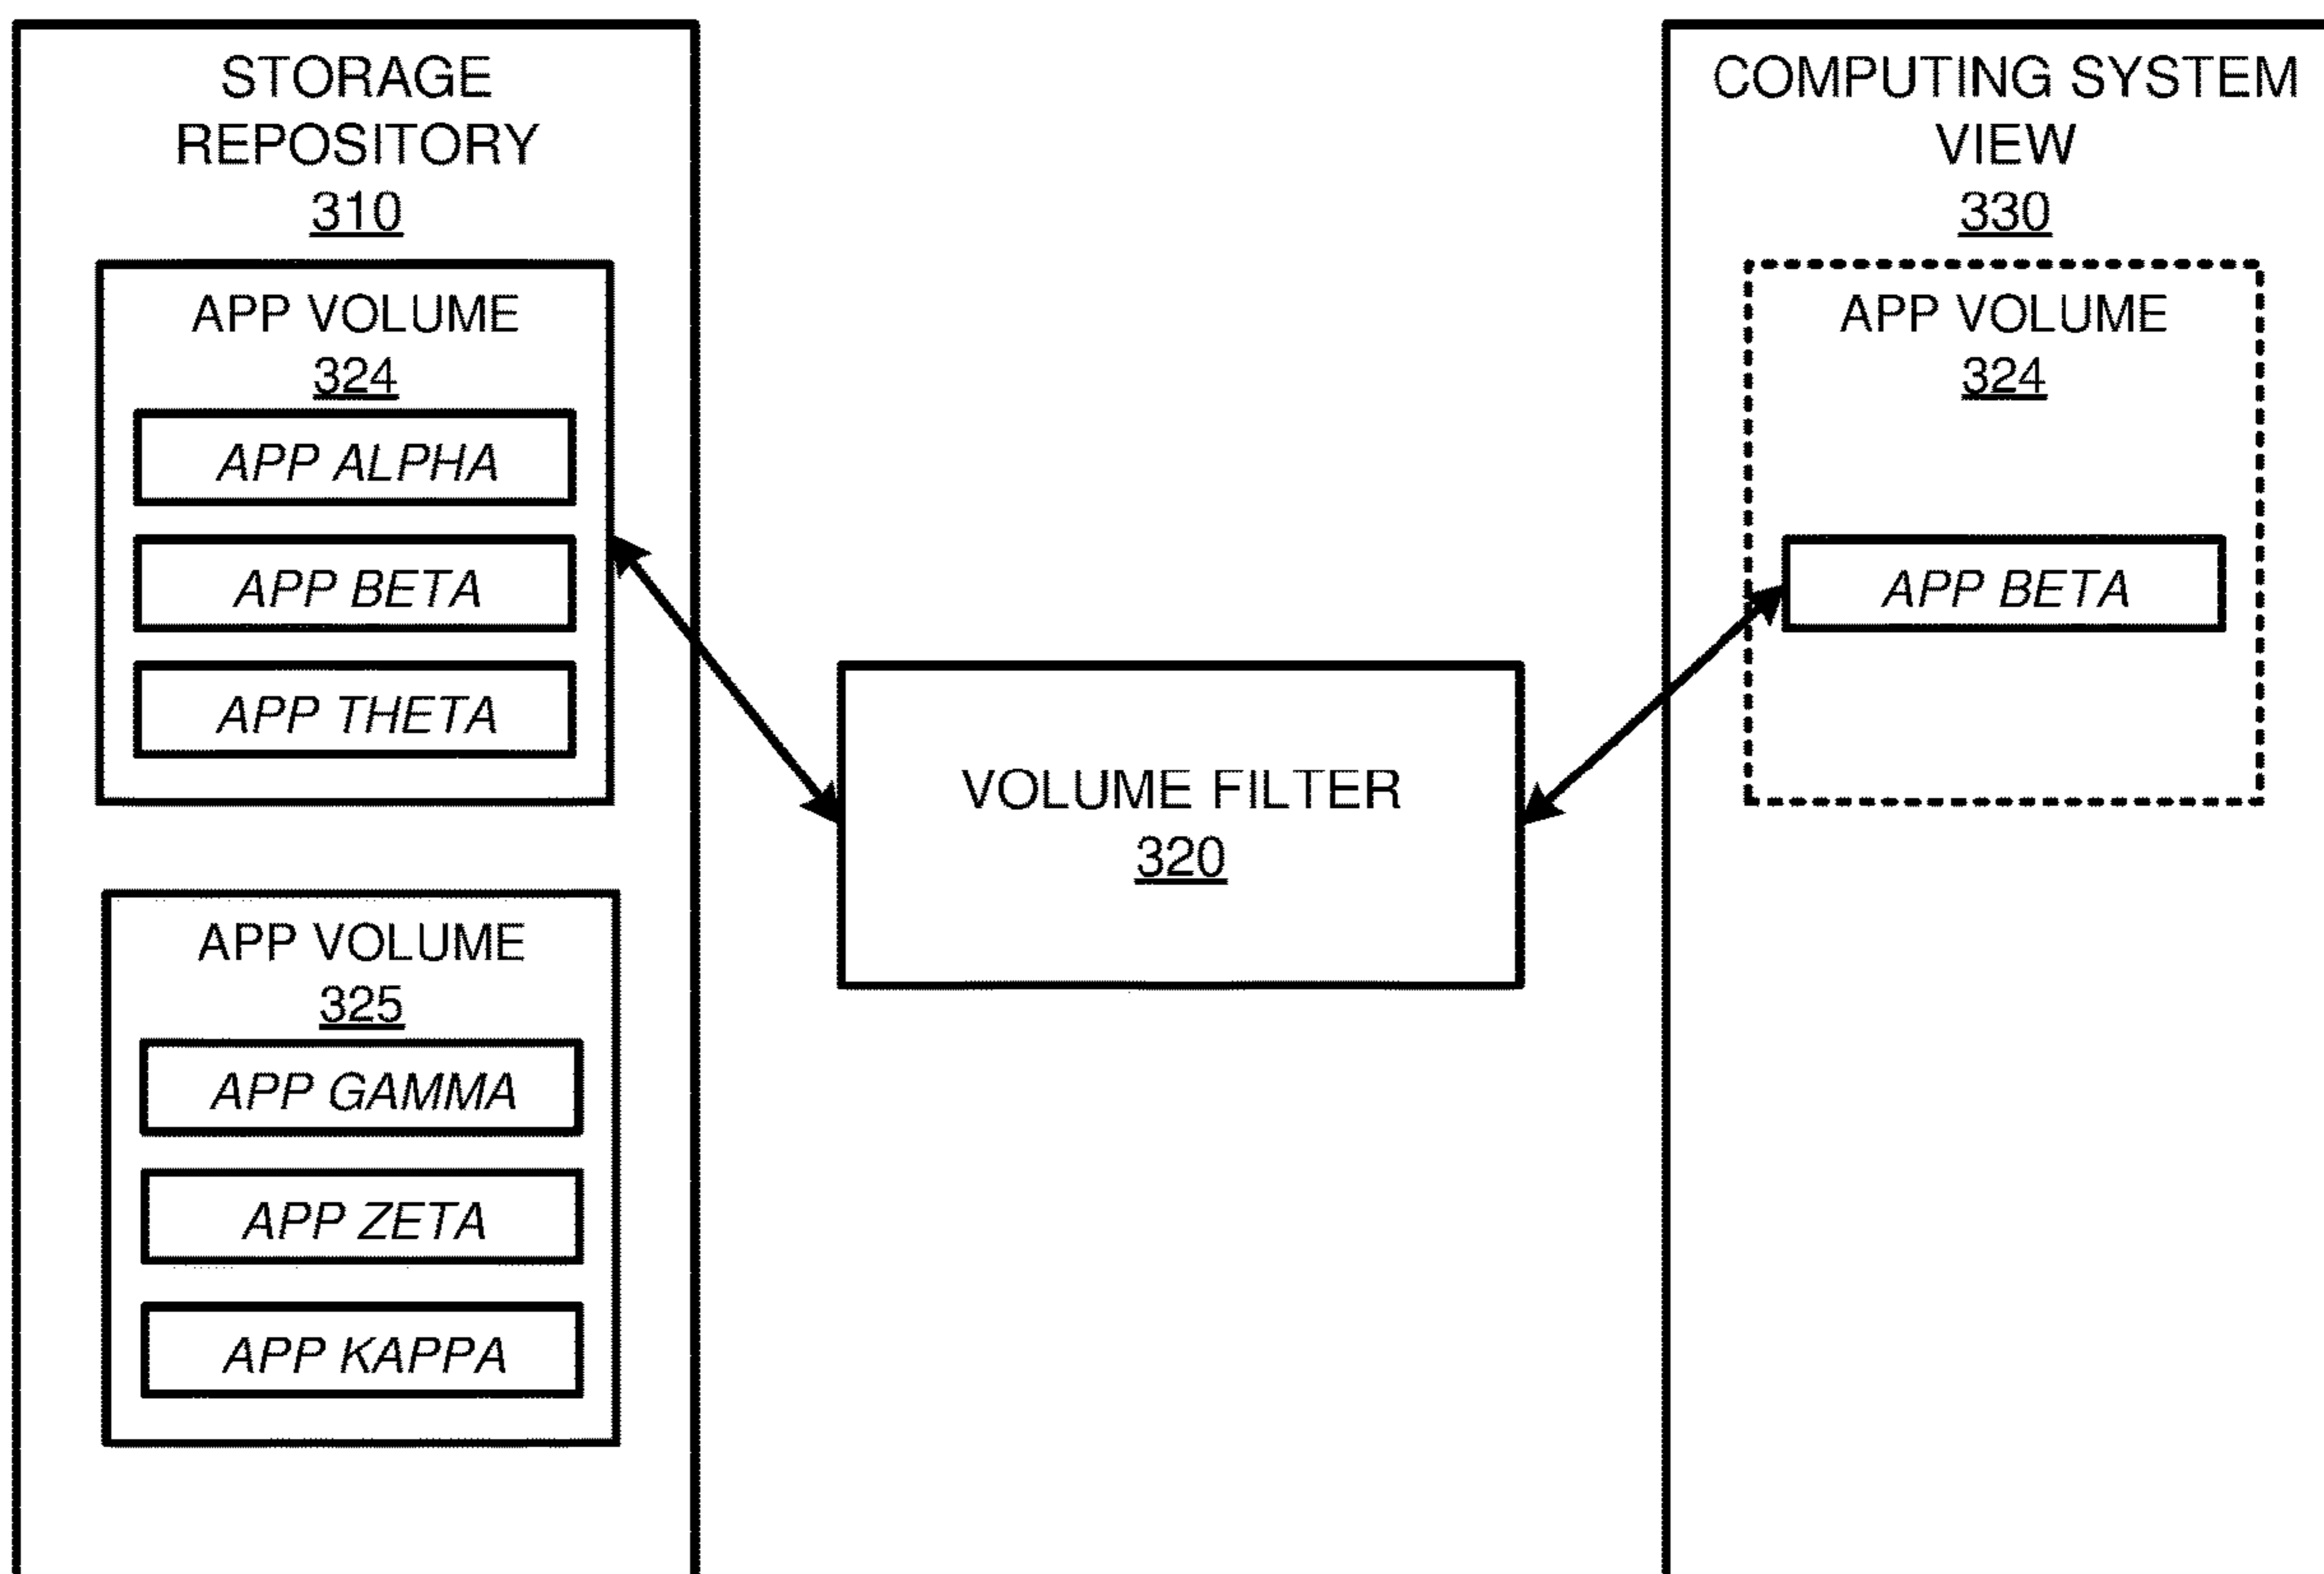 STORAGE
REPOSITORY
310
APP VOLUME
324
APP ALPHA
APP BETA
APP THETA
APP VOLUME
325
APP GAMMA
APP ZETA
APP KAPPA
VOLUME FILTER
320
COMPUTING SYSTEM
VIEW
330
APP VOLUME
324
APP BETA